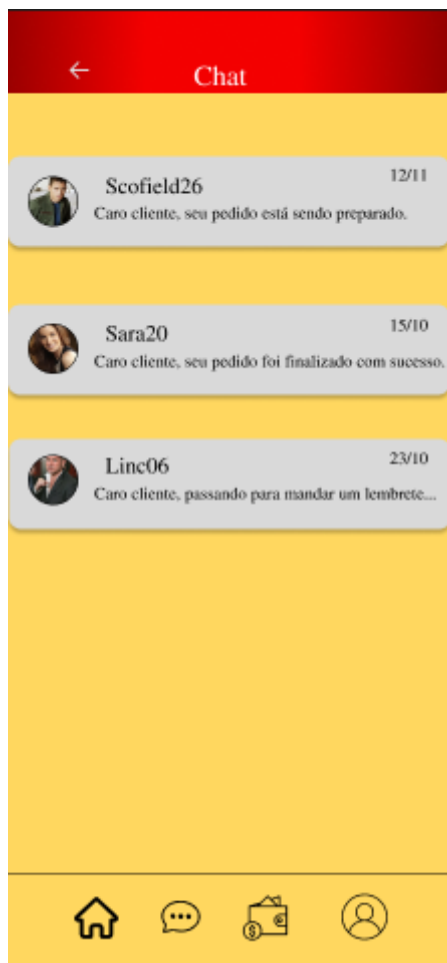 Chat
Scofield26
12/11
Caro cliente, seu pedido está sendo preparado.
Sara20
15/10
Caro cliente, seu pedido foi finalizado com sucesso.
Linc06
23/10
Caro cliente, passando para mandar um lembrete...
$